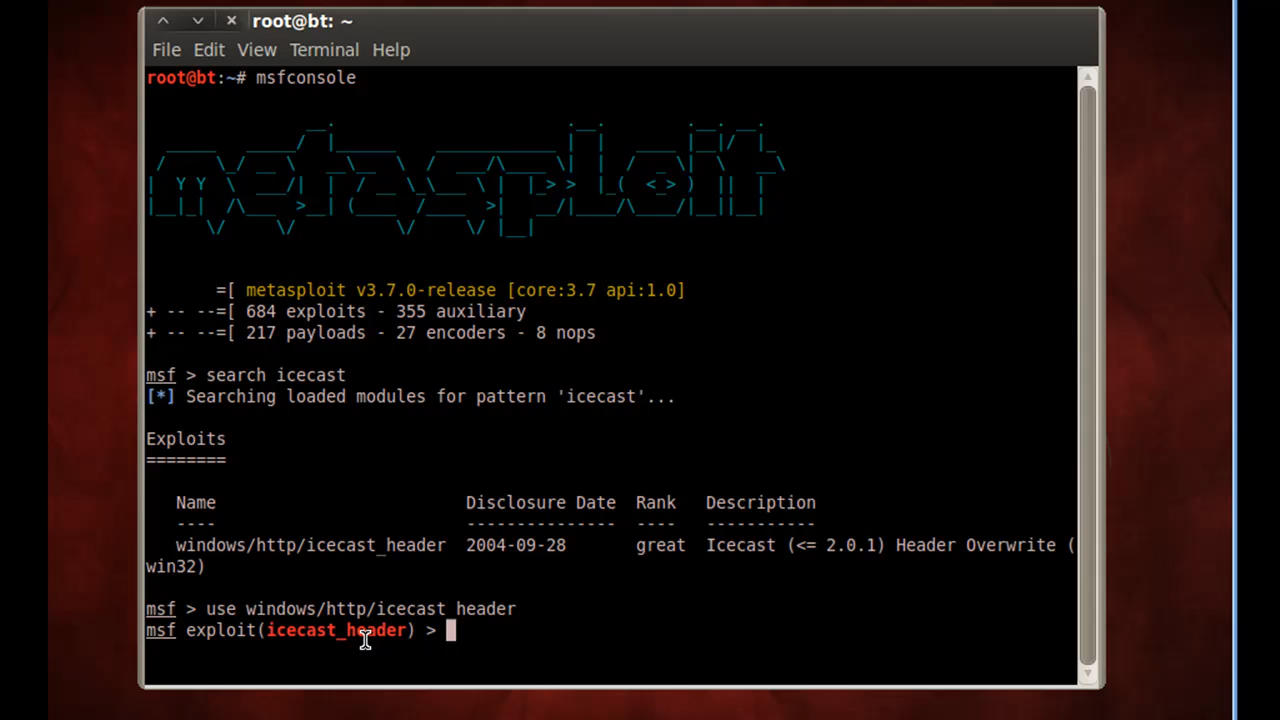 root@bt: ~
File Edit View Terminal Help
root@bt:~# msfconsole
metasploit
=[ metasploit v3.7.0-release [core:3.7 api:1.0]
+ -- --=[ 684 exploits - 355 auxiliary
+ -- --=[ 217 payloads - 27 encoders - 8 nops
msf > search icecast
[*] Searching loaded modules for pattern 'icecast'...
Exploits
========
Name Disclosure Date Rank Description
---- --------------- ---- -----------
windows/http/icecast_header 2004-09-28 great Icecast (<= 2.0.1) Header Overwrite (
win32)
msf > use windows/http/icecast_header
msf exploit(icecast_header) >